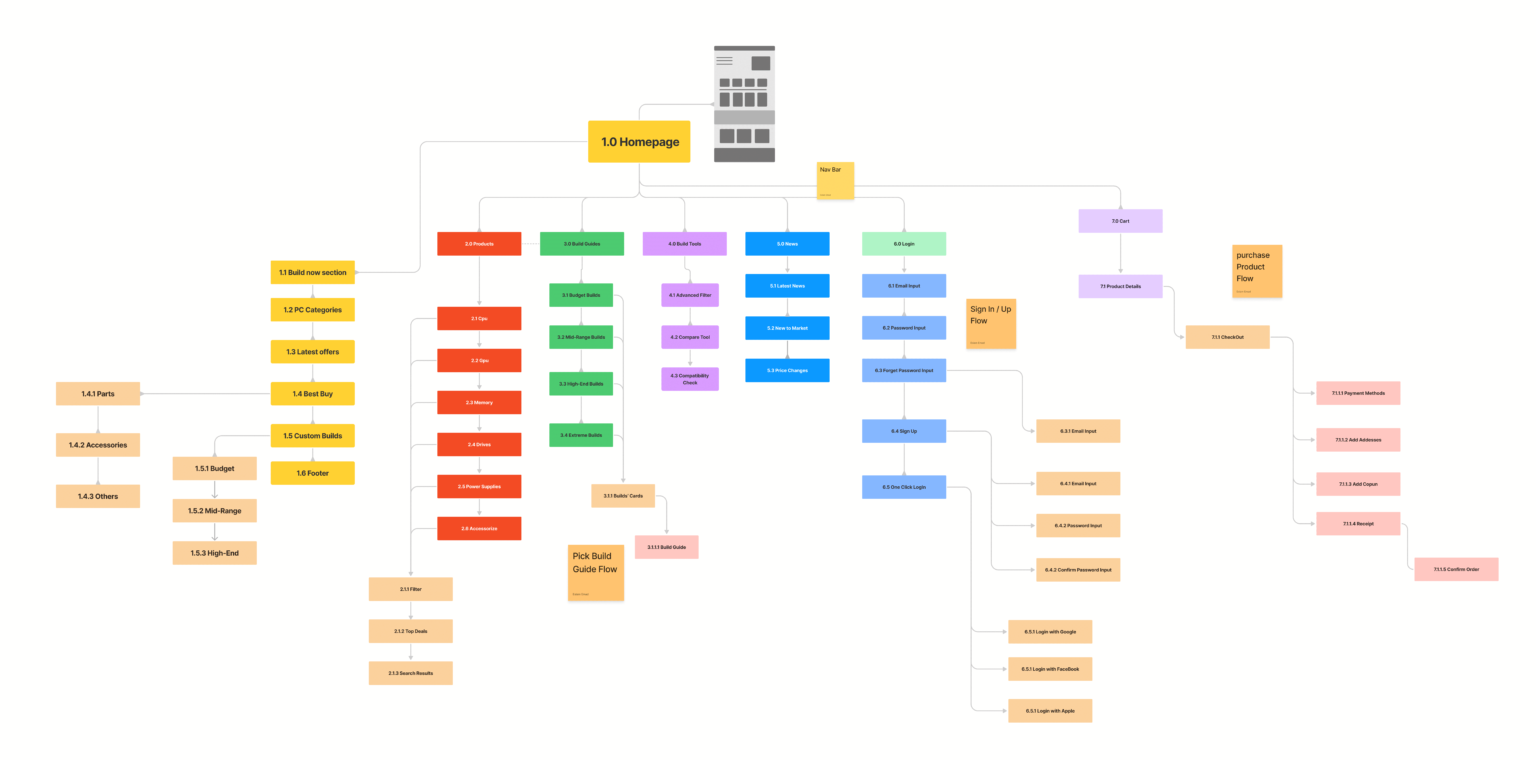 1.0 Homepage
Nav Bar
2.0 Products
3.0 Build Guides
4.0 Build Tools
5.0 News
6.0 Login
7.0 Cart
1.1 Build now section
1.2 PC Categories
1.3 Latest offers
1.4 Best Buy
1.5 Custom Builds
1.6 Footer
1.4.1 Parts
1.4.2 Accessories
1.4.3 Others
1.5.1 Budget
1.5.2 Mid-Range
1.5.3 High-End
2.1 Cpu
2.2 Gpu
2.3 Memory
2.4 Drives
2.5 Power Supplies
2.6 Accessorize
2.1.1 Filter
2.1.2 Top Deals
2.1.3 Search Results
3.1 Budget Builds
3.2 Mid-Range Builds
3.3 High-End Builds
3.4 Extreme Builds
3.1.1 Builds' Cards
3.1.1.1 Build Guide
Pick Build
Guide Flow
4.1 Advanced Filter
4.2 Compare Tool
4.3 Compatibility
Check
5.1 Latest News
5.2 New to Market
5.3 Price Changes
6.1 Email Input
6.2 Password Input
6.3 Forget Password Input
6.4 Sign Up
6.5 One Click Login
Sign In / Up
Flow
6.3.1 Email Input
6.4.1 Email Input
6.4.2 Password Input
6.4.2 Confirm Password Input
6.5.1 Login with Google
6.5.1 Login with FaceBook
6.5.1 Login with Apple
7.1 Product Details
purchase
Product
Flow
7.1.1 CheckOut
7.1.1.1 Payment Methods
7.1.1.2 Add Addesses
7.1.1.3 Add Copun
7.1.1.4 Receipt
7.1.1.5 Confirm Order